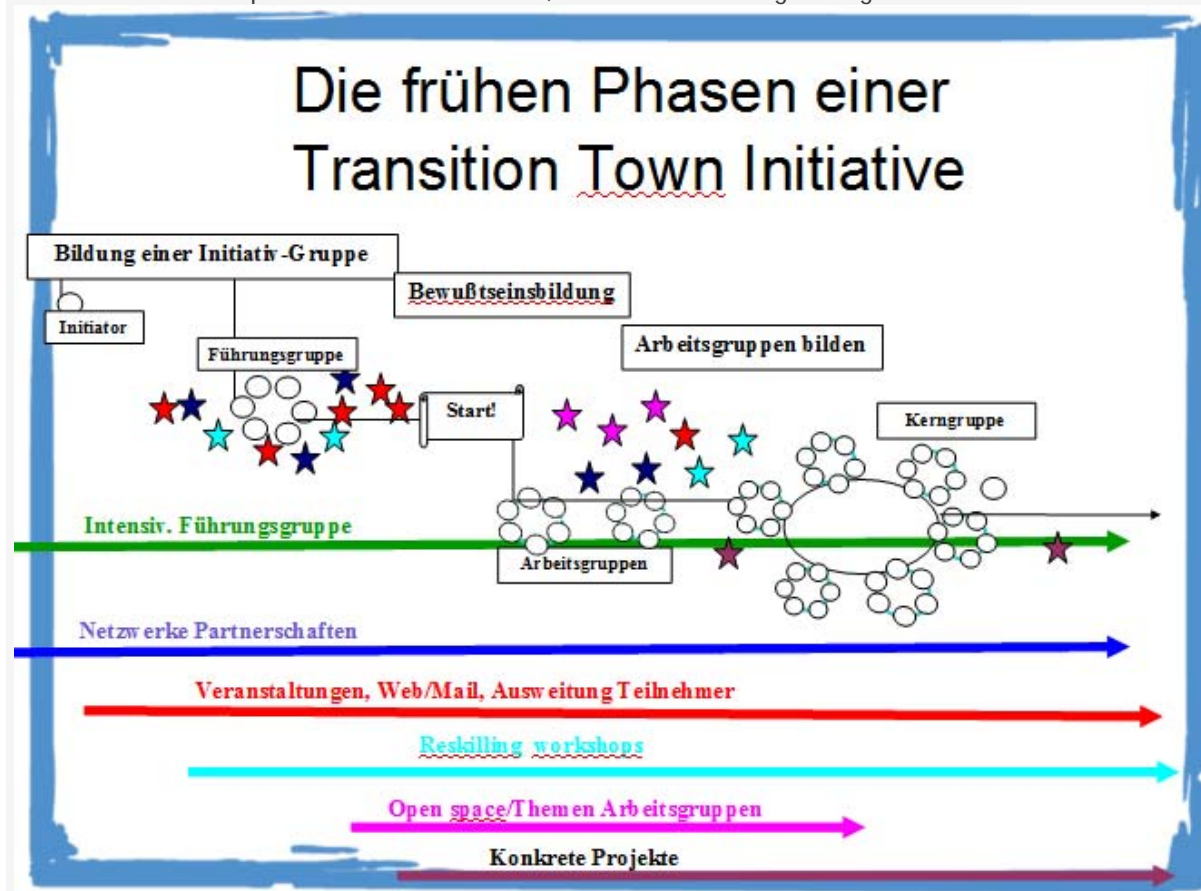 Die frühen Phasen einer
Transition Town Initiative
Bildung einer Initiativ-Gruppe
Bewußtseinsbildung
Initiator
Arbeitsgruppen bilden
Führungsgruppe
Start!
Kerngruppe
Intensiv. Führungsgruppe
Arbeitsgruppen
Netzwerke Partnerschaften
Veranstaltungen, Web/Mail, Ausweitung Teilnehmer
Reskilling workshops
Open space/Themen Arbeitsgruppen
Konkrete Projekte